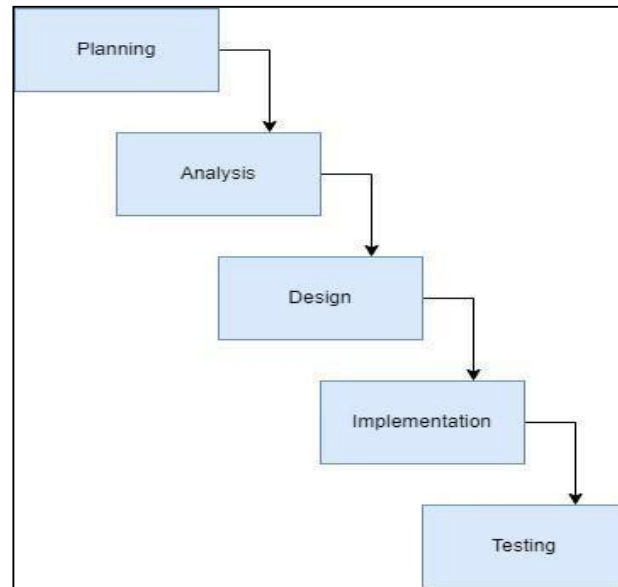 Planning
Analysis
Design
Implementation
Testing